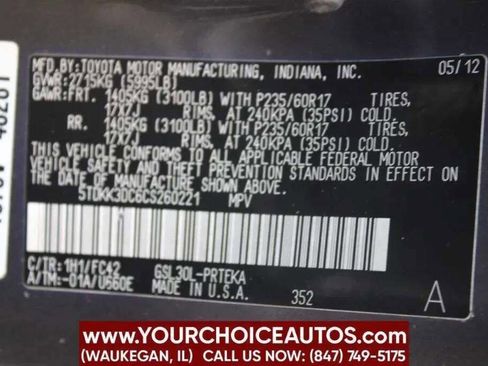 MFD. BY: TOYOTA MOTOR MANUFACTURING, INDIANA, INC. 05/12
GVWR: 2715KG (5995LB)
GAWR: FRT. 1405KG (3100LB) WITH P235/60R17 TIRES,
17X7J RIMS, AT 240KPA (35PSI) COLD.
RR. 1405KG (3100LB) WITH P235/60R17 TIRES,
17X7J RIMS, AT 240KPA (35PSI) COLD.
THIS VEHICLE CONFORMS TO ALL APPLICABLE FEDERAL MOTOR
VEHICLE SAFETY AND BUMPER STANDARDS IN EFFECT ON THE
DATE OF MANUFACTURE SHOWN ABOVE.
5TDKK3DC6CS260221 MPV
C/TR: 1H1/FC42 GSL30L-PRTEKA
A/TM: -01A/U660E MADE IN U.S.A. 352 A
WWW.YOURCHOICEAUTOS.COM
(WAUKEGAN, IL) CALL US NOW: (847) 749-5175